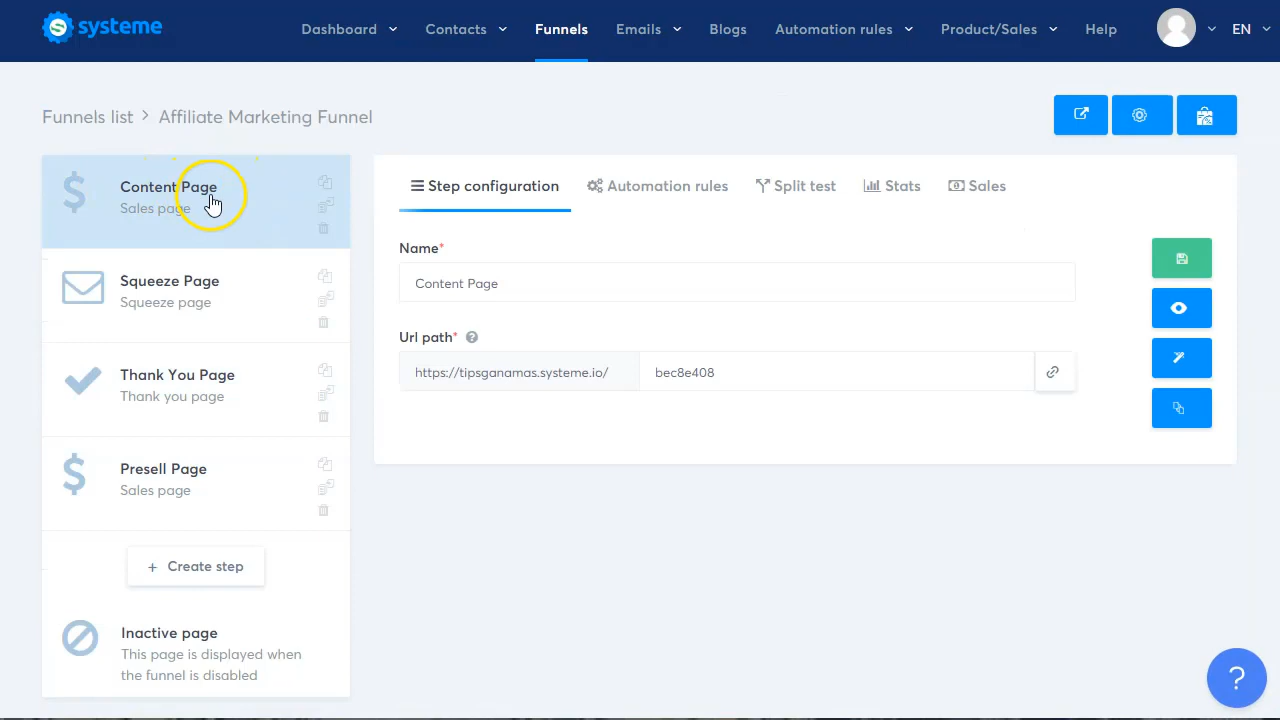 systeme
Dashboard Contacts Funnels Emails Blogs Automation rules Product/Sales Help EN
Funnels list > Affiliate Marketing Funnel
Content Page
Sales page
Squeeze Page
Squeeze page
Thank You Page
Thank you page
Presell Page
Sales page
+ Create step
Inactive page
This page is displayed when
the funnel is disabled
Step configuration Automation rules Split test Stats Sales
Name*
Content Page
Url path* ?
https://tipsganamas.systeme.io/ bec8e408
?